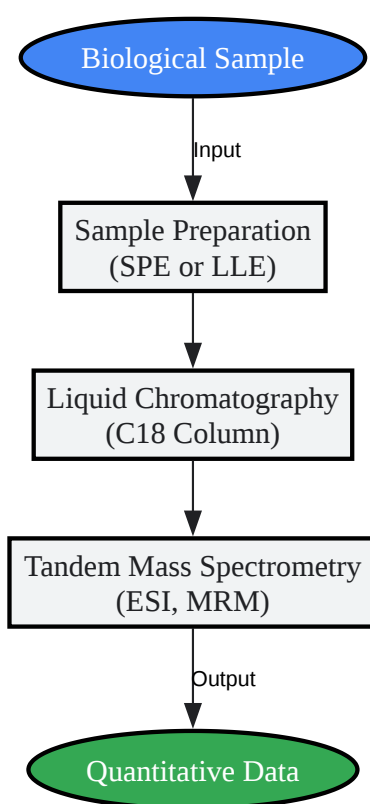 Biological Sample
Input
Sample Preparation
(SPE or LLE)
Liquid Chromatography
(C18 Column)
Tandem Mass Spectrometry
(ESI, MRM)
Output
Quantitative Data